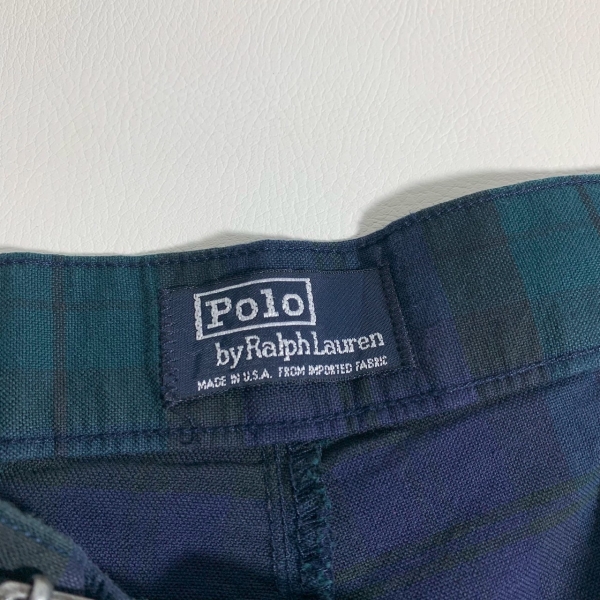 Polo
by Ralph Lauren
MADE IN U.S.A. FROM IMPORTED FABRIC